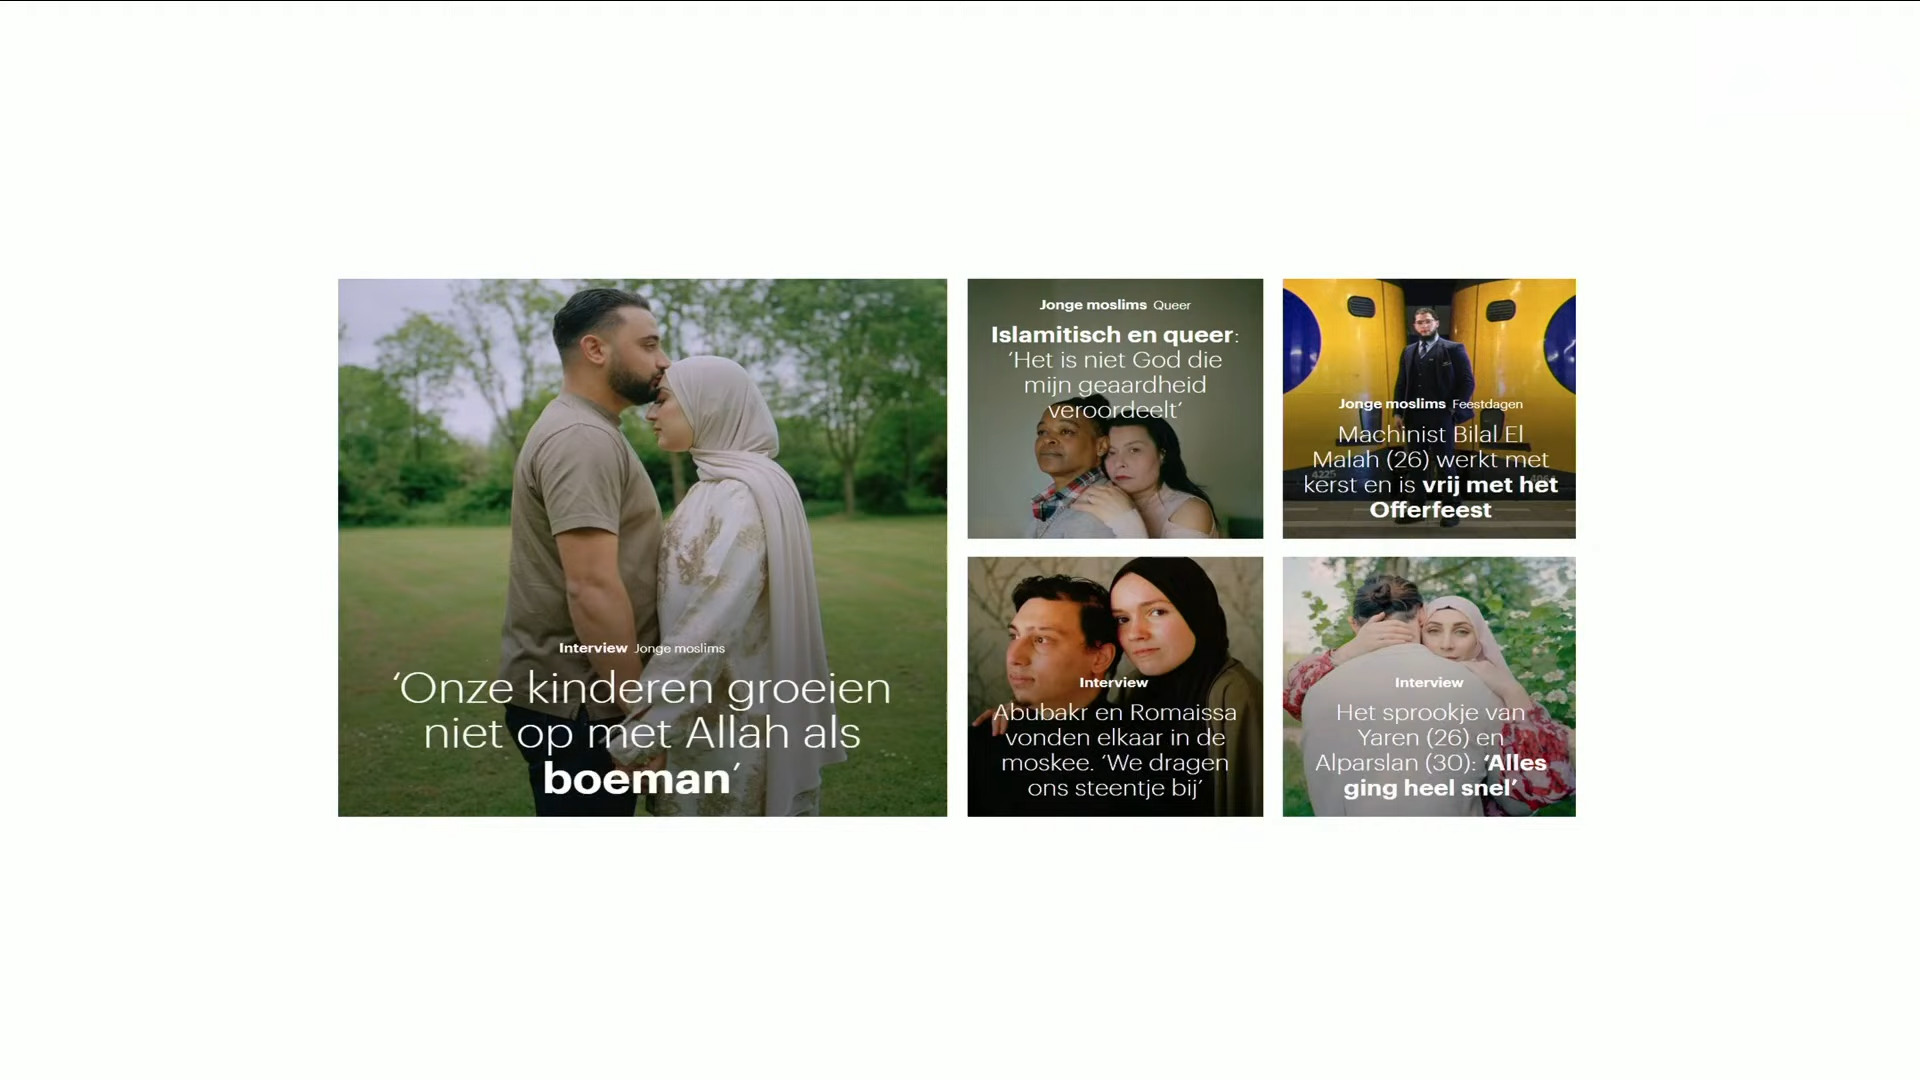 Interview Jonge moslims
‘Onze kinderen groeien
niet op met Allah als
boeman’
Jonge moslims Queer
Islamitisch en queer:
‘Het is niet God die
mijn geaardheid
veroordeelt’
Jonge moslims Feestdagen
Machinist Bilal El
Malah (26) werkt met
kerst en is vrij met het
Offerfeest
Interview
Abubakr en Romaissa
vonden elkaar in de
moskee. ‘We dragen
ons steentje bij’
Interview
Het sprookje van
Yaren (26) en
Alparslan (30): ‘Alles
ging heel snel’